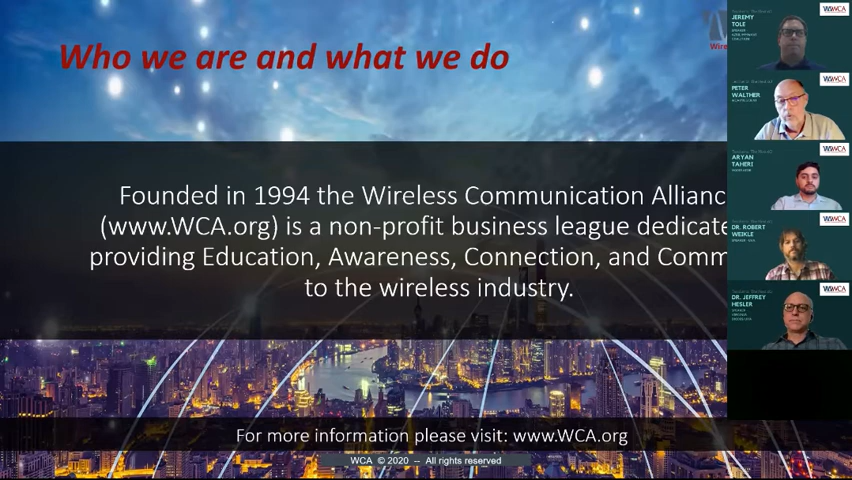 Who we are and what we do
Founded in 1994 the Wireless Communication Allianc
(www.WCA.org) is a non-profit business league dedicate
providing Education, Awareness, Connection, and Comm
to the wireless industry.
For more information please visit: www.WCA.org
WCA © 2020 -- All rights reserved
Wire
WCA
JEREMY
TOLE
WCA
PETER
WALTHER
WCA
ARYAN
TAHERI
WCA
DR. ROBERT
WEIKLE
WCA
DR. JEFFREY
HESLER